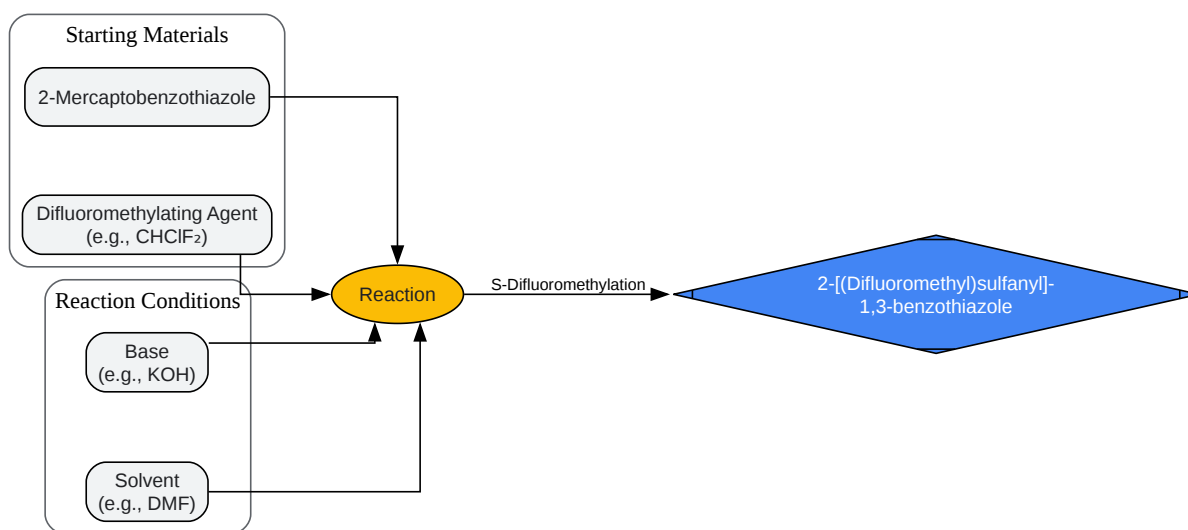 Starting Materials
2-Mercaptobenzothiazole
Difluoromethylating Agent
(e.g., CHClF₂)
Reaction Conditions
Base
(e.g., KOH)
Solvent
(e.g., DMF)
Reaction
S-Difluoromethylation
2-[(Difluoromethyl)sulfanyl]-
1,3-benzothiazole